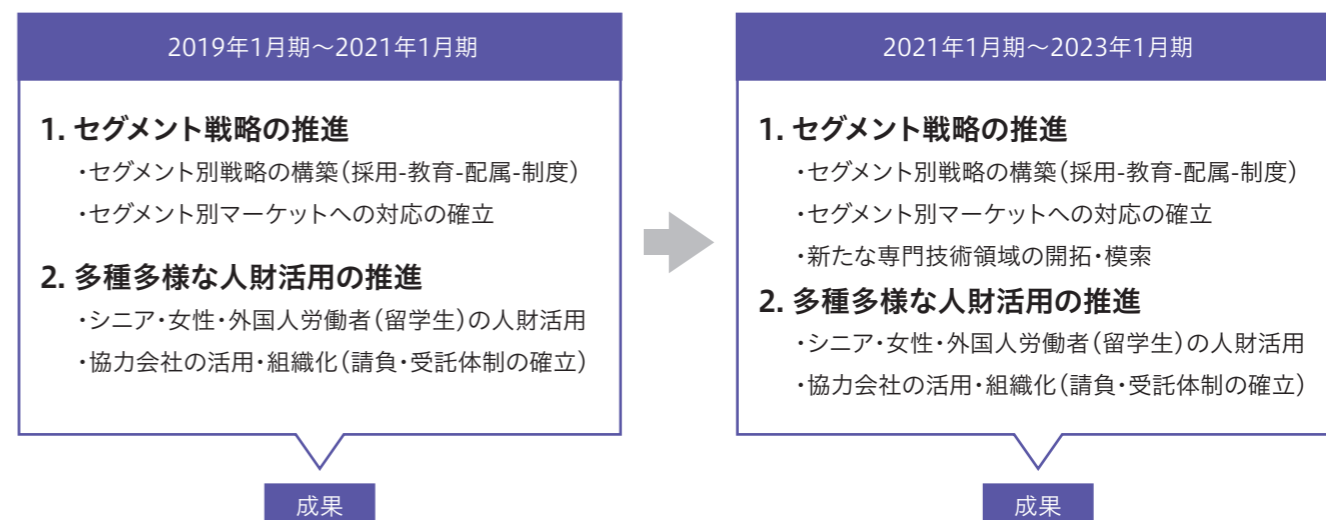 2019年1月期～2021年1月期
1. セグメント戦略の推進
・セグメント別戦略の構築（採用-教育-配属-制度）
・セグメント別マーケットへの対応の確立
2. 多種多様な人財活用の推進
・シニア・女性・外国人労働者（留学生）の人財活用
・協力会社の活用・組織化（請負・受託体制の確立）
成果
2021年1月期～2023年1月期
1. セグメント戦略の推進
・セグメント別戦略の構築（採用-教育-配属-制度）
・セグメント別マーケットへの対応の確立
・新たな専門技術領域の開拓・模索
2. 多種多様な人財活用の推進
・シニア・女性・外国人労働者（留学生）の人財活用
・協力会社の活用・組織化（請負・受託体制の確立）
成果